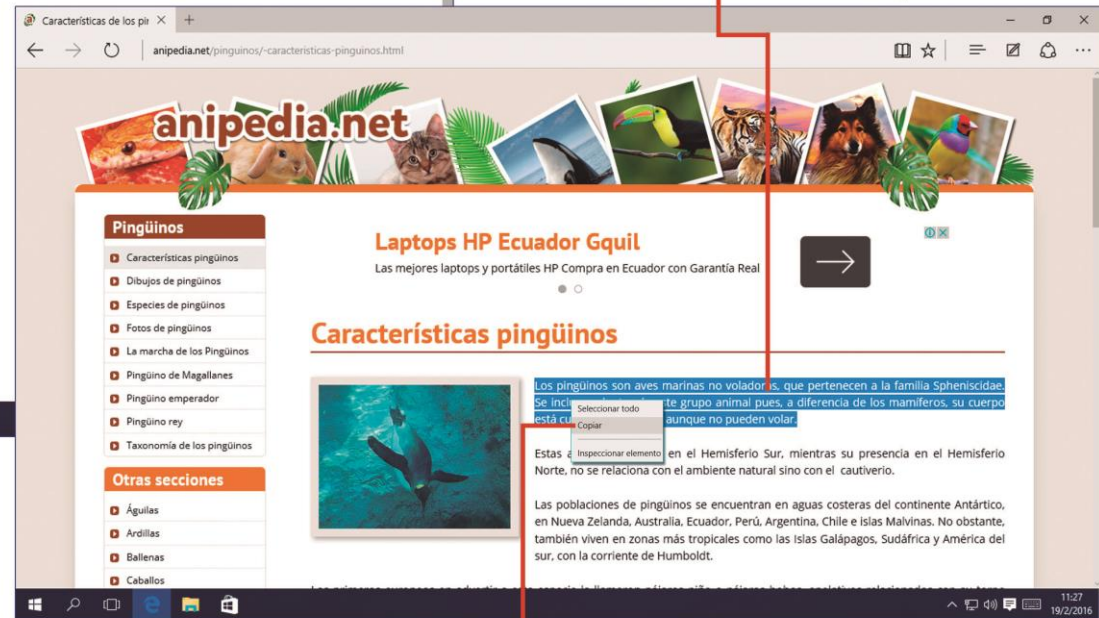 Características de los pin
anipedia.net/pinguinos/-caracteristicas-pinguinos.html
anipedia.net
Pingüinos
Características pingüinos
Dibujos de pingüinos
Especies de pingüinos
Fotos de pingüinos
La marcha de los Pingüinos
Pingüino de Magallanes
Pingüino emperador
Pingüino rey
Taxonomía de los pingüinos
Otras secciones
Águilas
Ardillas
Ballenas
Caballos
Laptops HP Ecuador Gquil
Las mejores laptops y portátiles HP Compra en Ecuador con Garantía Real
Características pingüinos
Los pingüinos son aves marinas no voladoras, que pertenecen a la familia Spheniscidae.
Se te grupo animal pues, a diferencia de los mamíferos, su cuerpo
está aunque no pueden volar.
Seleccionar todo
Copiar
Inspeccionar elemento
Estas en el Hemisferio Sur, mientras su presencia en el Hemisferio
Norte, no se relaciona con el ambiente natural sino con el cautiverio.
Las poblaciones de pingüinos se encuentran en aguas costeras del continente Antártico,
en Nueva Zelanda, Australia, Ecuador, Perú, Argentina, Chile e islas Malvinas. No obstante,
también viven en zonas más tropicales como las Islas Galápagos, Sudáfrica y América del
sur, con la corriente de Humboldt.
11:27
19/2/2016